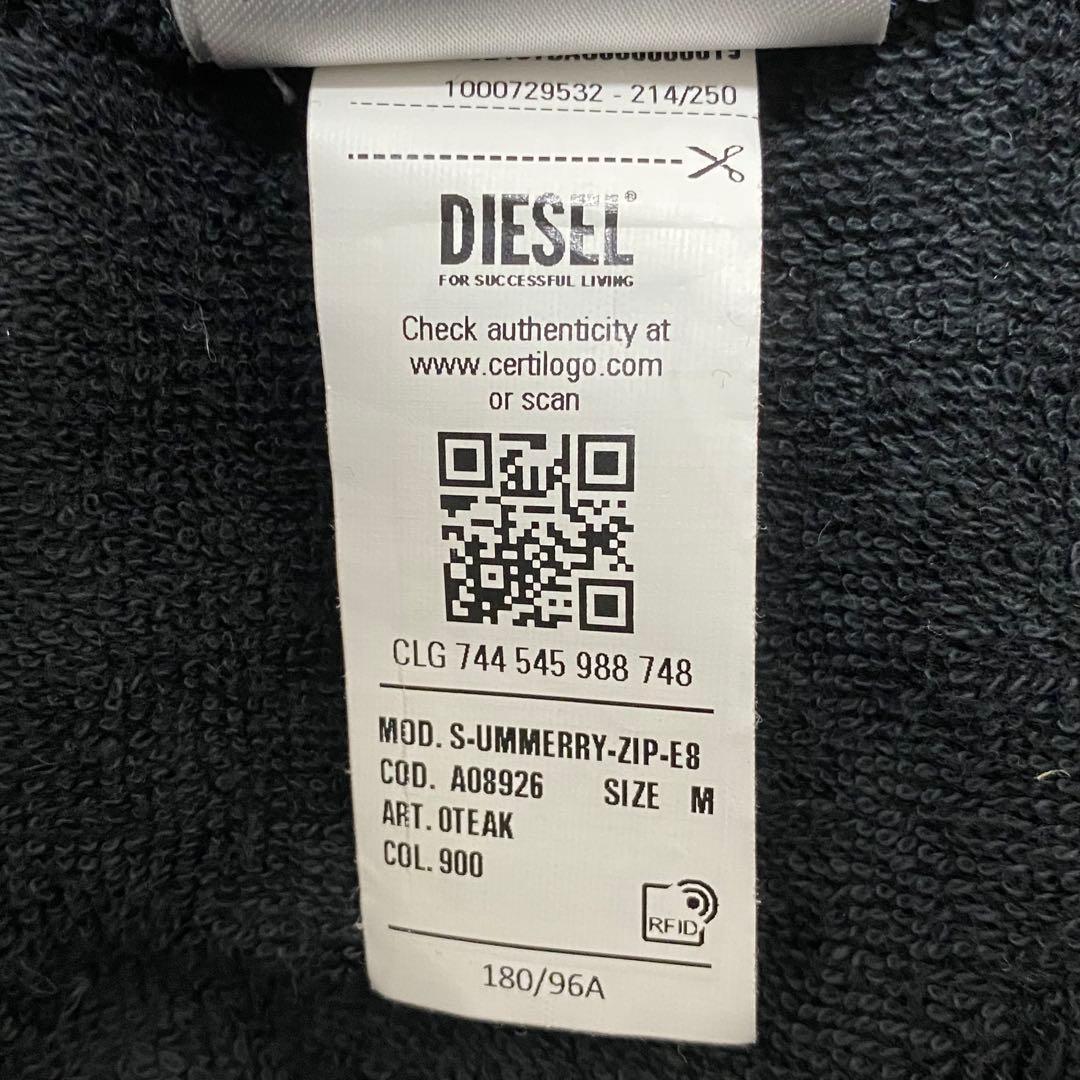 1000729532 - 214/250
DIESEL®
FOR SUCCESSFUL LIVING
Check authenticity at
www.certilogo.com
or scan
CLG 744 545 988 748
MOD. S-UMMERRY-ZIP-E8
COD. A08926 SIZE M
ART. OTEAK
COL. 900
RFID
180/96A